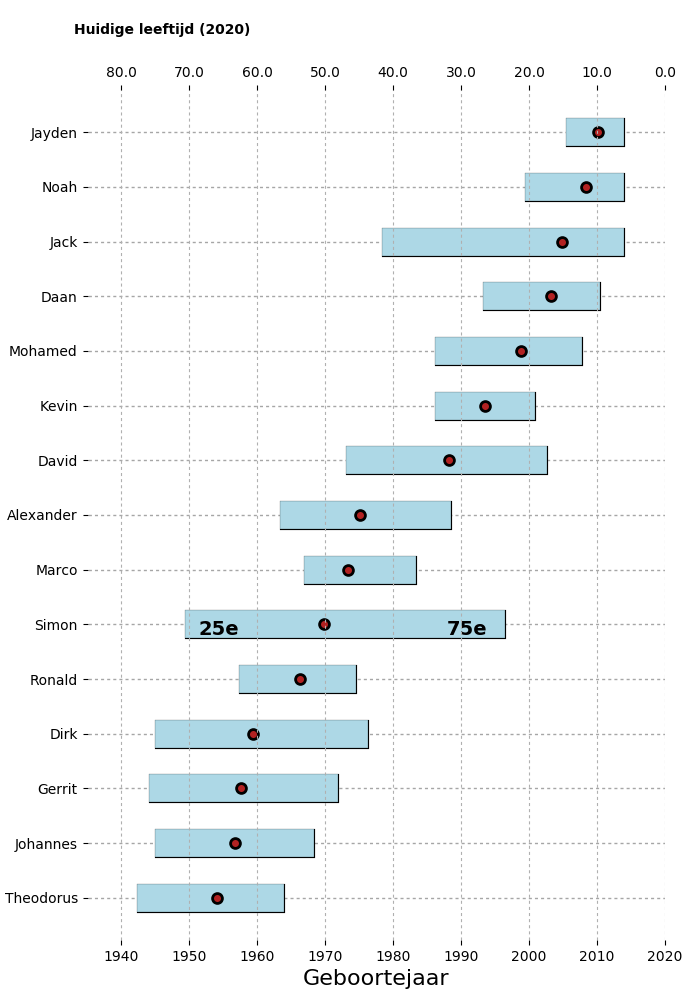 Huidige leeftijd (2020)
80.0 70.0 60.0 50.0 40.0 30.0 20.0 10.0 0.0
Jayden
Noah
Jack
Daan
Mohamed
Kevin
David
Alexander
Marco
Simon 25e 75e
Ronald
Dirk
Gerrit
Johannes
Theodorus
1940 1950 1960 1970 1980 1990 2000 2010 2020
Geboortejaar